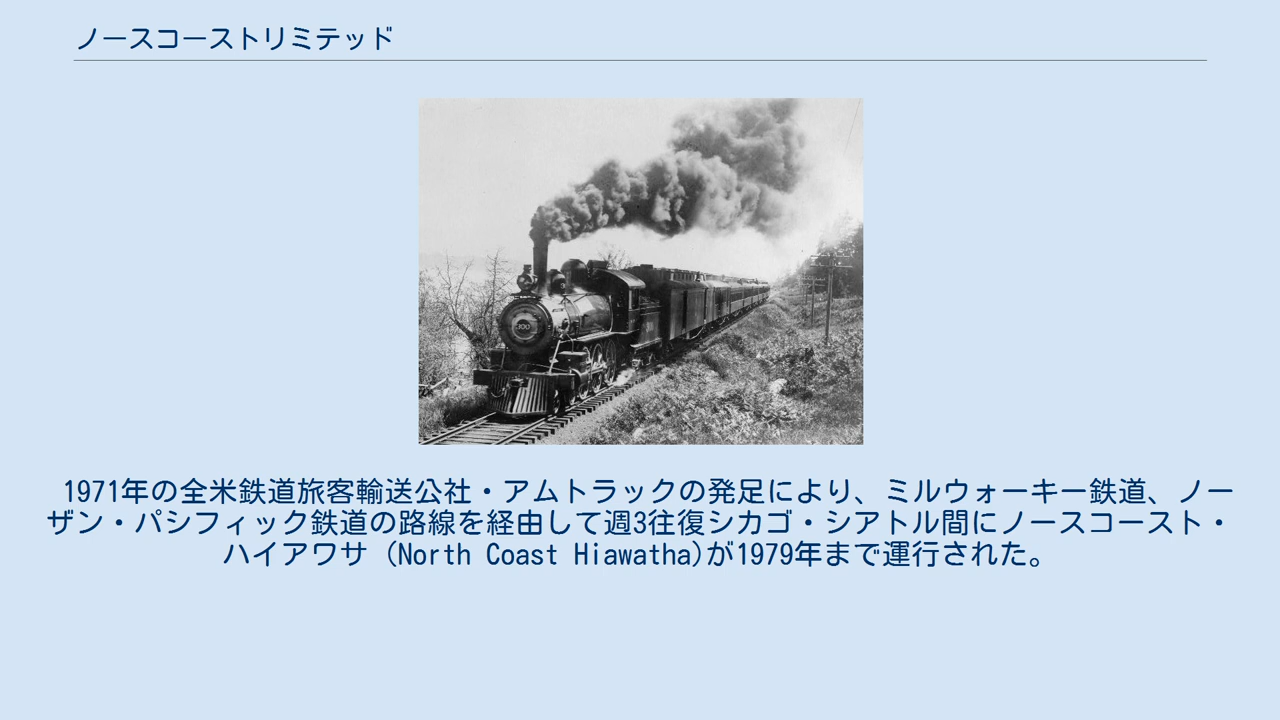 ノースコーストリミテッド
300
1971年の全米鉄道旅客輸送公社・アムトラックの発足により、ミルウォーキー鉄道、ノー
ザン・パシフィック鉄道の路線を経由して週3往復シカゴ・シアトル間にノースコースト・
ハイアワサ (North Coast Hiawatha)が1979年まで運行された。